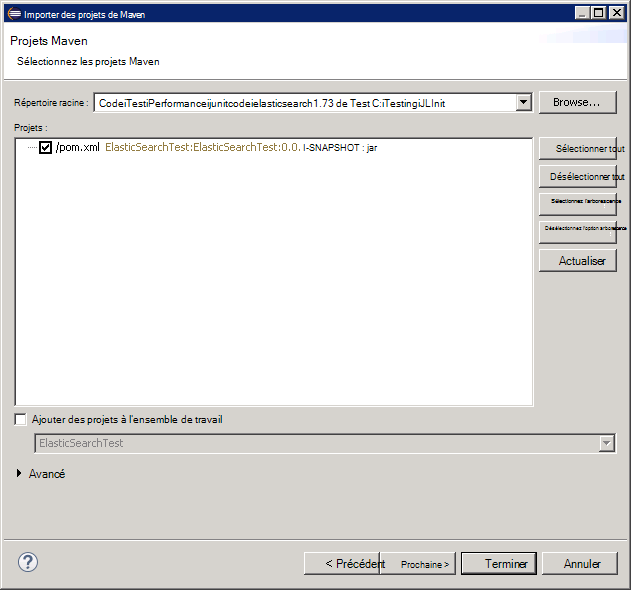 Importer des projets de Maven
Projets Maven
Sélectionnez les projets Maven
Répertoire racine : CodeiTestiPerformanceijunitcodeielasticsearch1.73 de Test C:iTestingiJLInit Browse...
Projets :
/pom.xml ElasticSearchTest:ElasticSearchTest:0.0. I-SNAPSHOT : jar
Sélectionner tout
Désélectionner tout
Sélectionnez l'arborescence
Désélectionnez l'option arborescence
Actualiser
Ajouter des projets à l'ensemble de travail
ElasticSearchTest
Avancé
? < Précédent Prochaine > Terminer Annuler